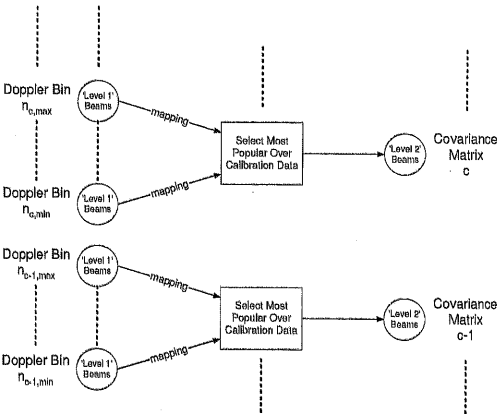 Doppler Bin
n_c,max
'Level 1'
Beams
mapping
Select Most
Popular Over
Calibration Data
'Level 2'
Beams
Covariance
Matrix
c
Doppler Bin
n_c,min
'Level 1'
Beams
mapping
Doppler Bin
n_c-1,max
'Level 1'
Beams
mapping
Select Most
Popular Over
Calibration Data
'Level 2'
Beams
Covariance
Matrix
c-1
Doppler Bin
n_c-1,min
'Level 1'
Beams
mapping